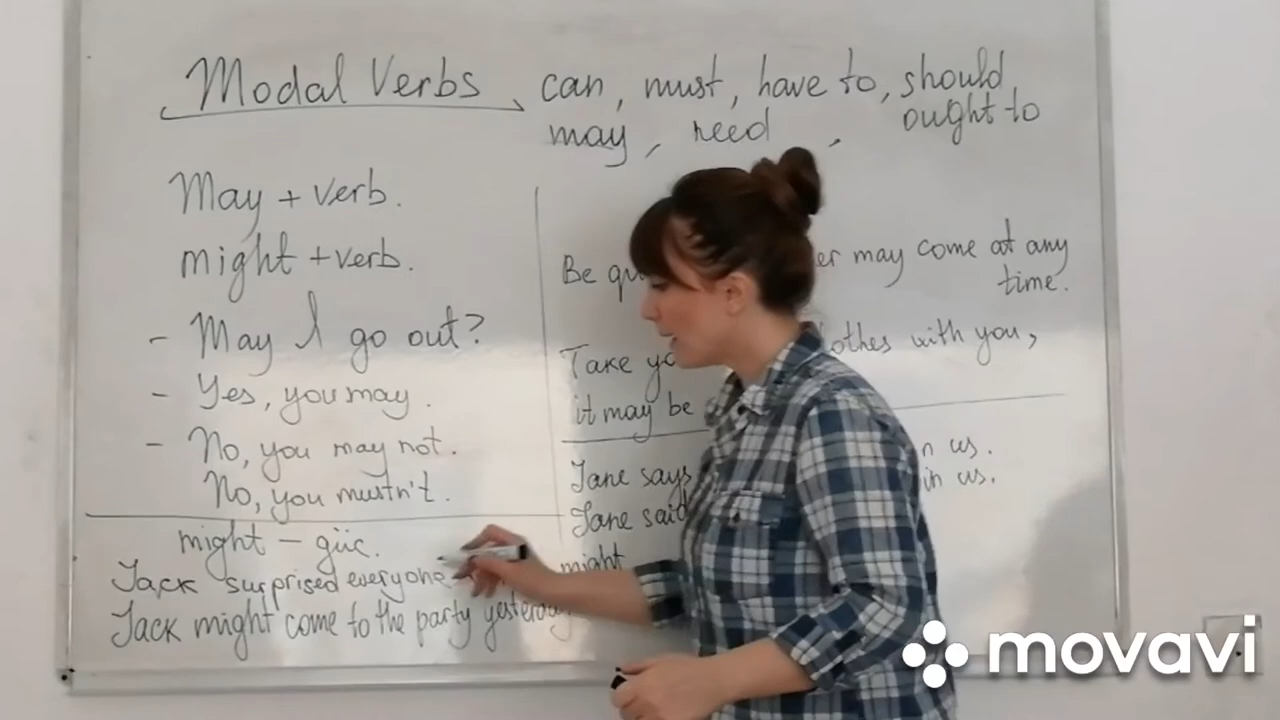 Modal Verbs can, must, have to, should
may, need, ought to
May + verb.
might + verb.
- May I go out?
- Yes, you may.
- No, you may not.
No, you mustn't.
might – güc.
Jack surprised everyone
Jack might come to the party yesterday
Be may come at any
time.
Take with you,
it may be
Jane says us.
Jane said us.
might
movavi